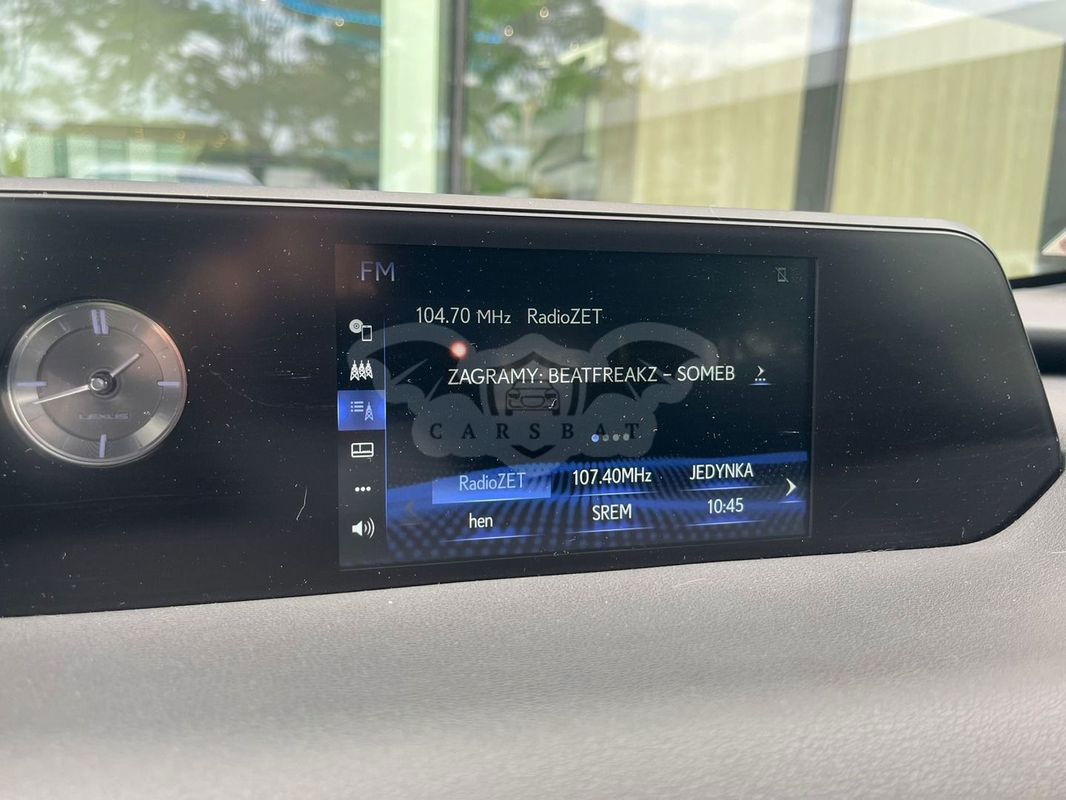 FM
104.70 MHz RadioZET
ZAGRAMY: BEATFREAKZ - SOMEB
CARSBAT
RadioZET 107.40MHz JEDYNKA
hen SREM 10:45
LEXUS